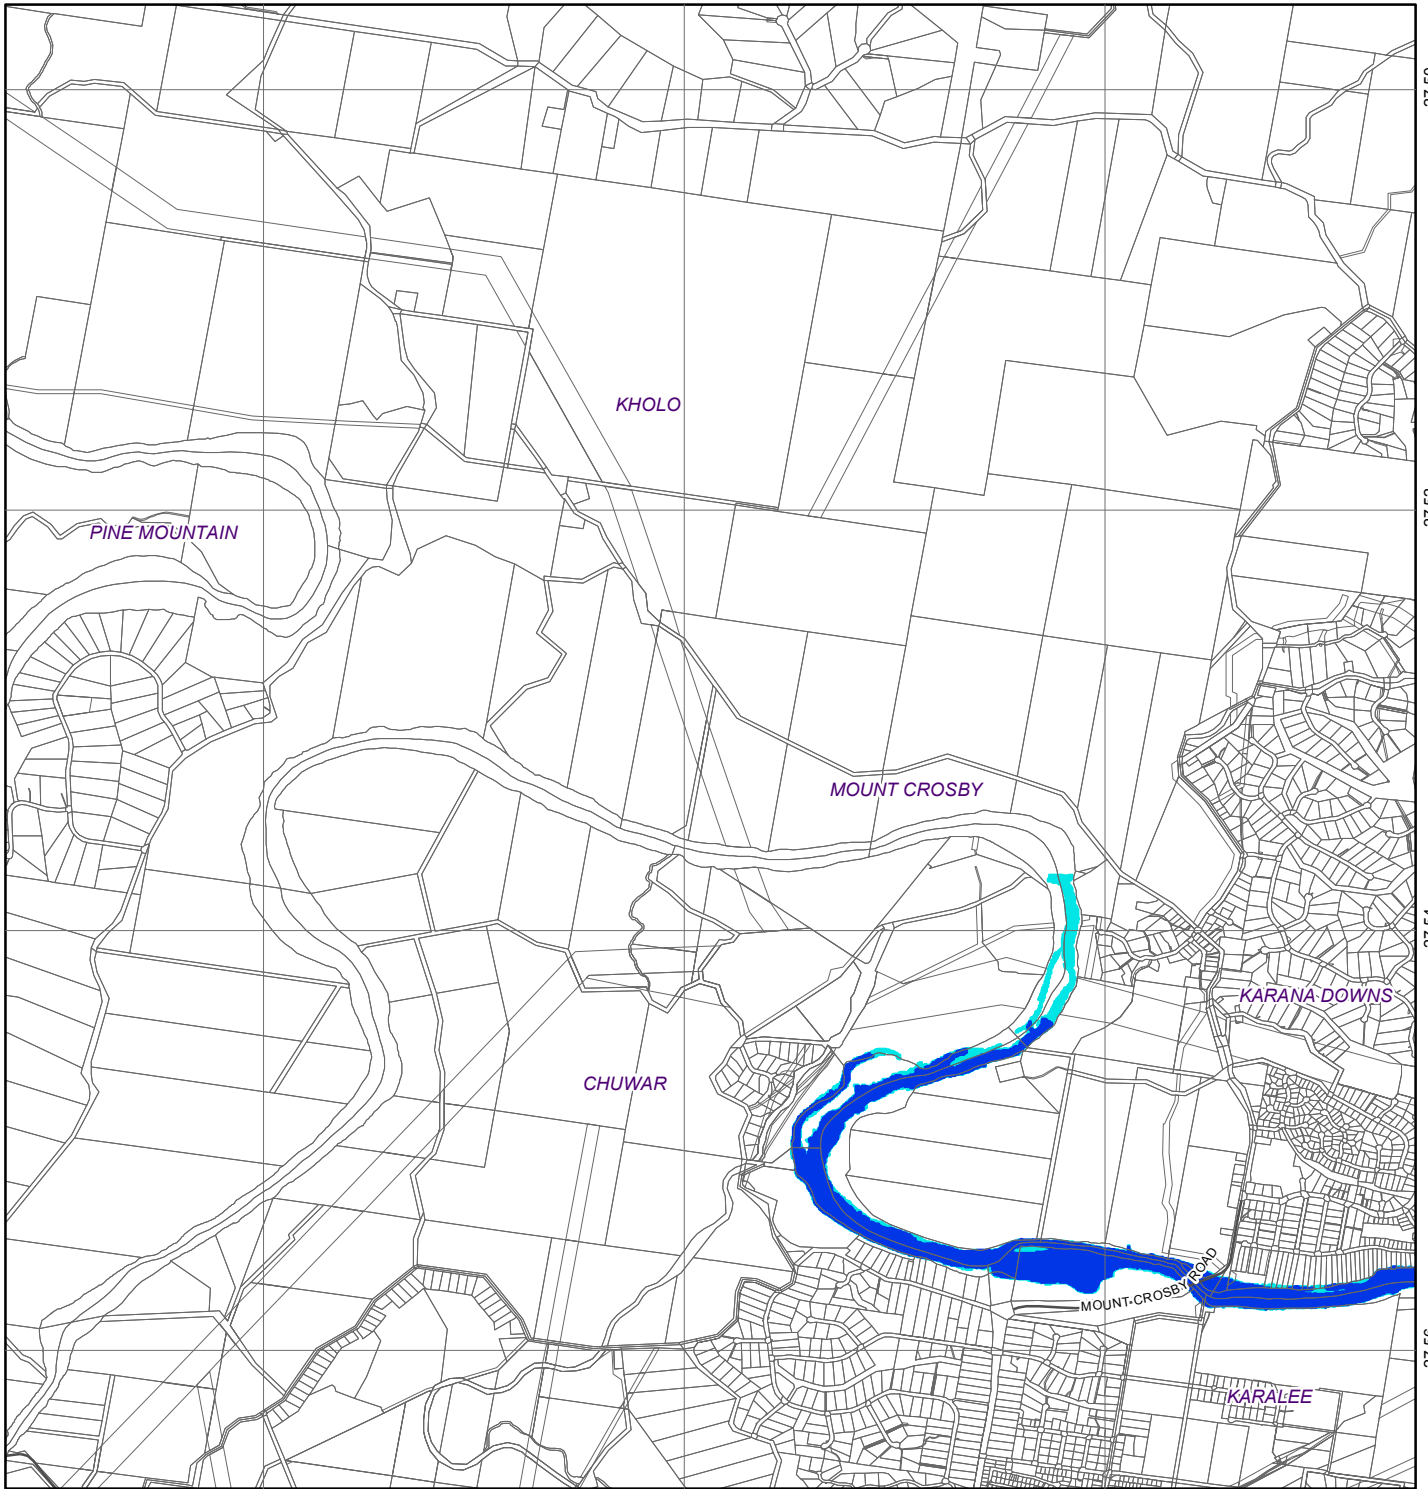 KHOLO
PINE MOUNTAIN
MOUNT CROSBY
KARANA DOWNS
CHUWAR
MOUNT CROSBY ROAD
KARALEE